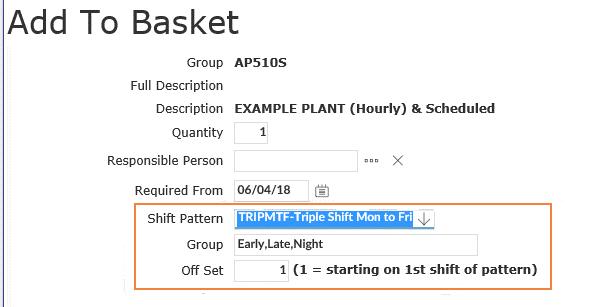 Add To Basket
Group AP510S
Full Description
Description EXAMPLE PLANT (Hourly) & Scheduled
Quantity 1
Responsible Person
Required From 06/04/18
Shift Pattern TRIPMTF-Triple Shift Mon to Fri
Group Early,Late,Night
Off Set 1 (1 = starting on 1st shift of pattern)